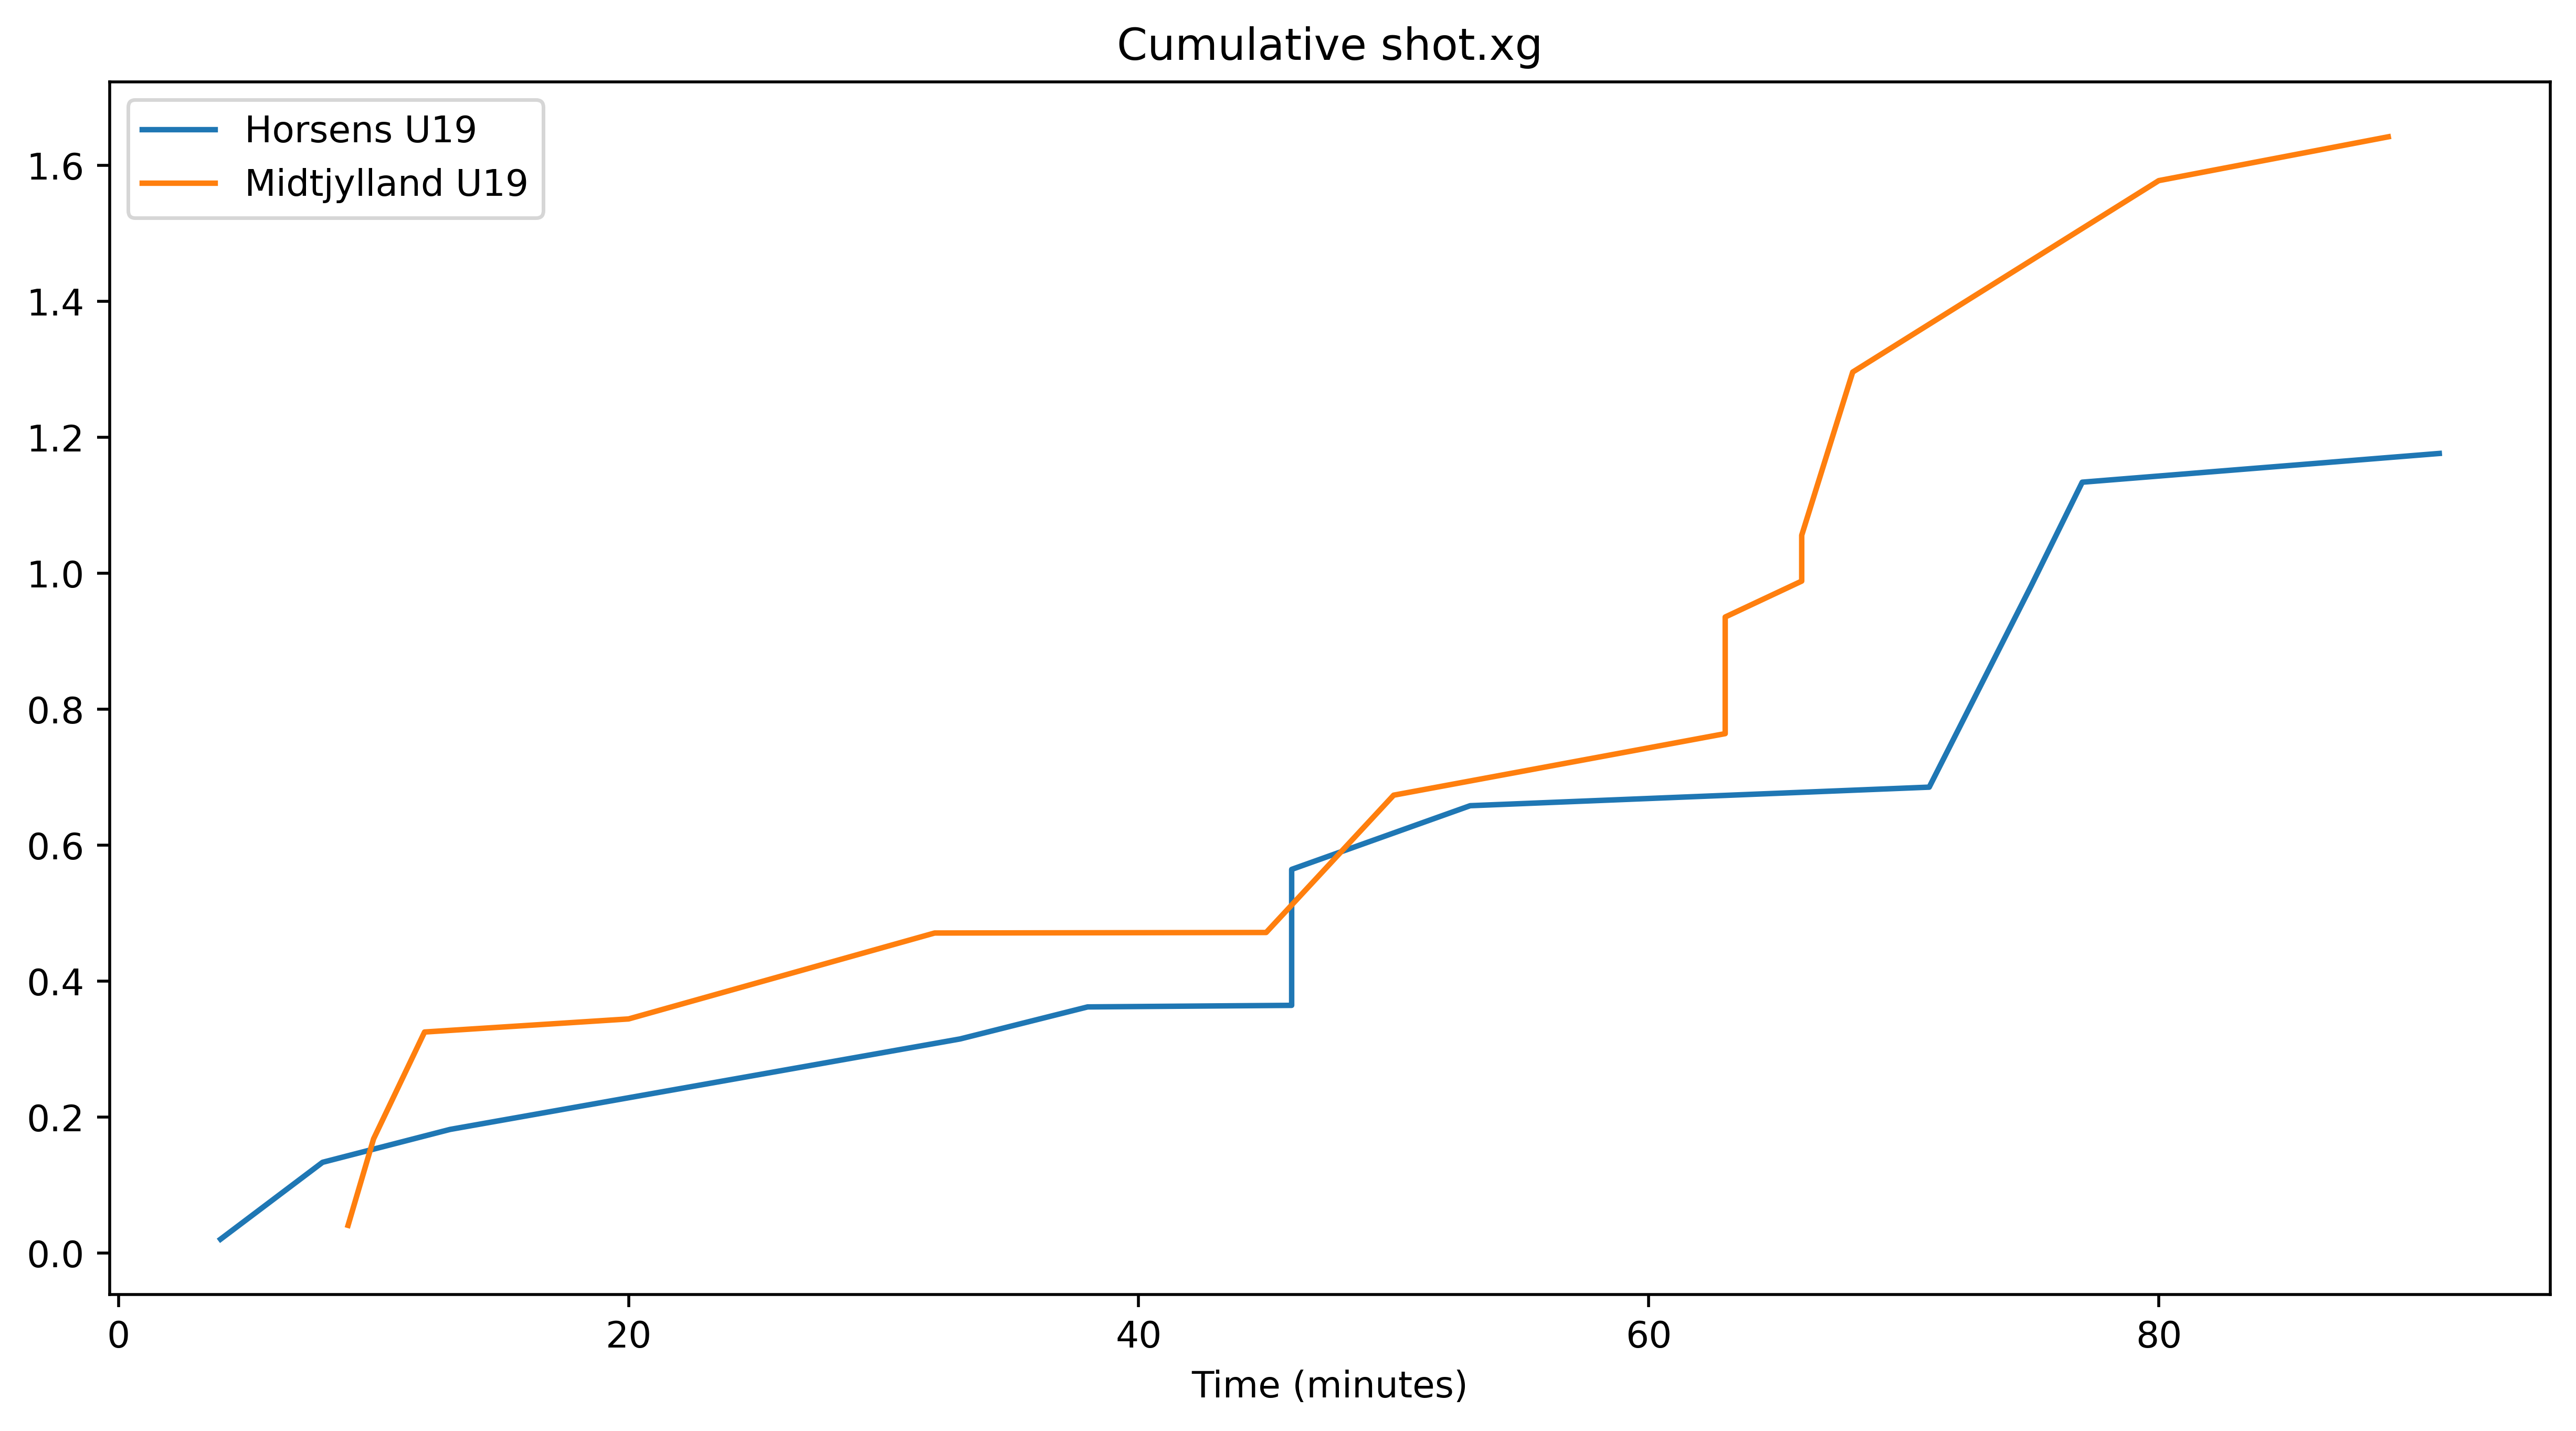 Cumulative shot.xg
Horsens U19
Midtjylland U19
1.6
1.4
1.2
1.0
0.8
0.6
0.4
0.2
0.0
0 20 40 60 80
Time (minutes)